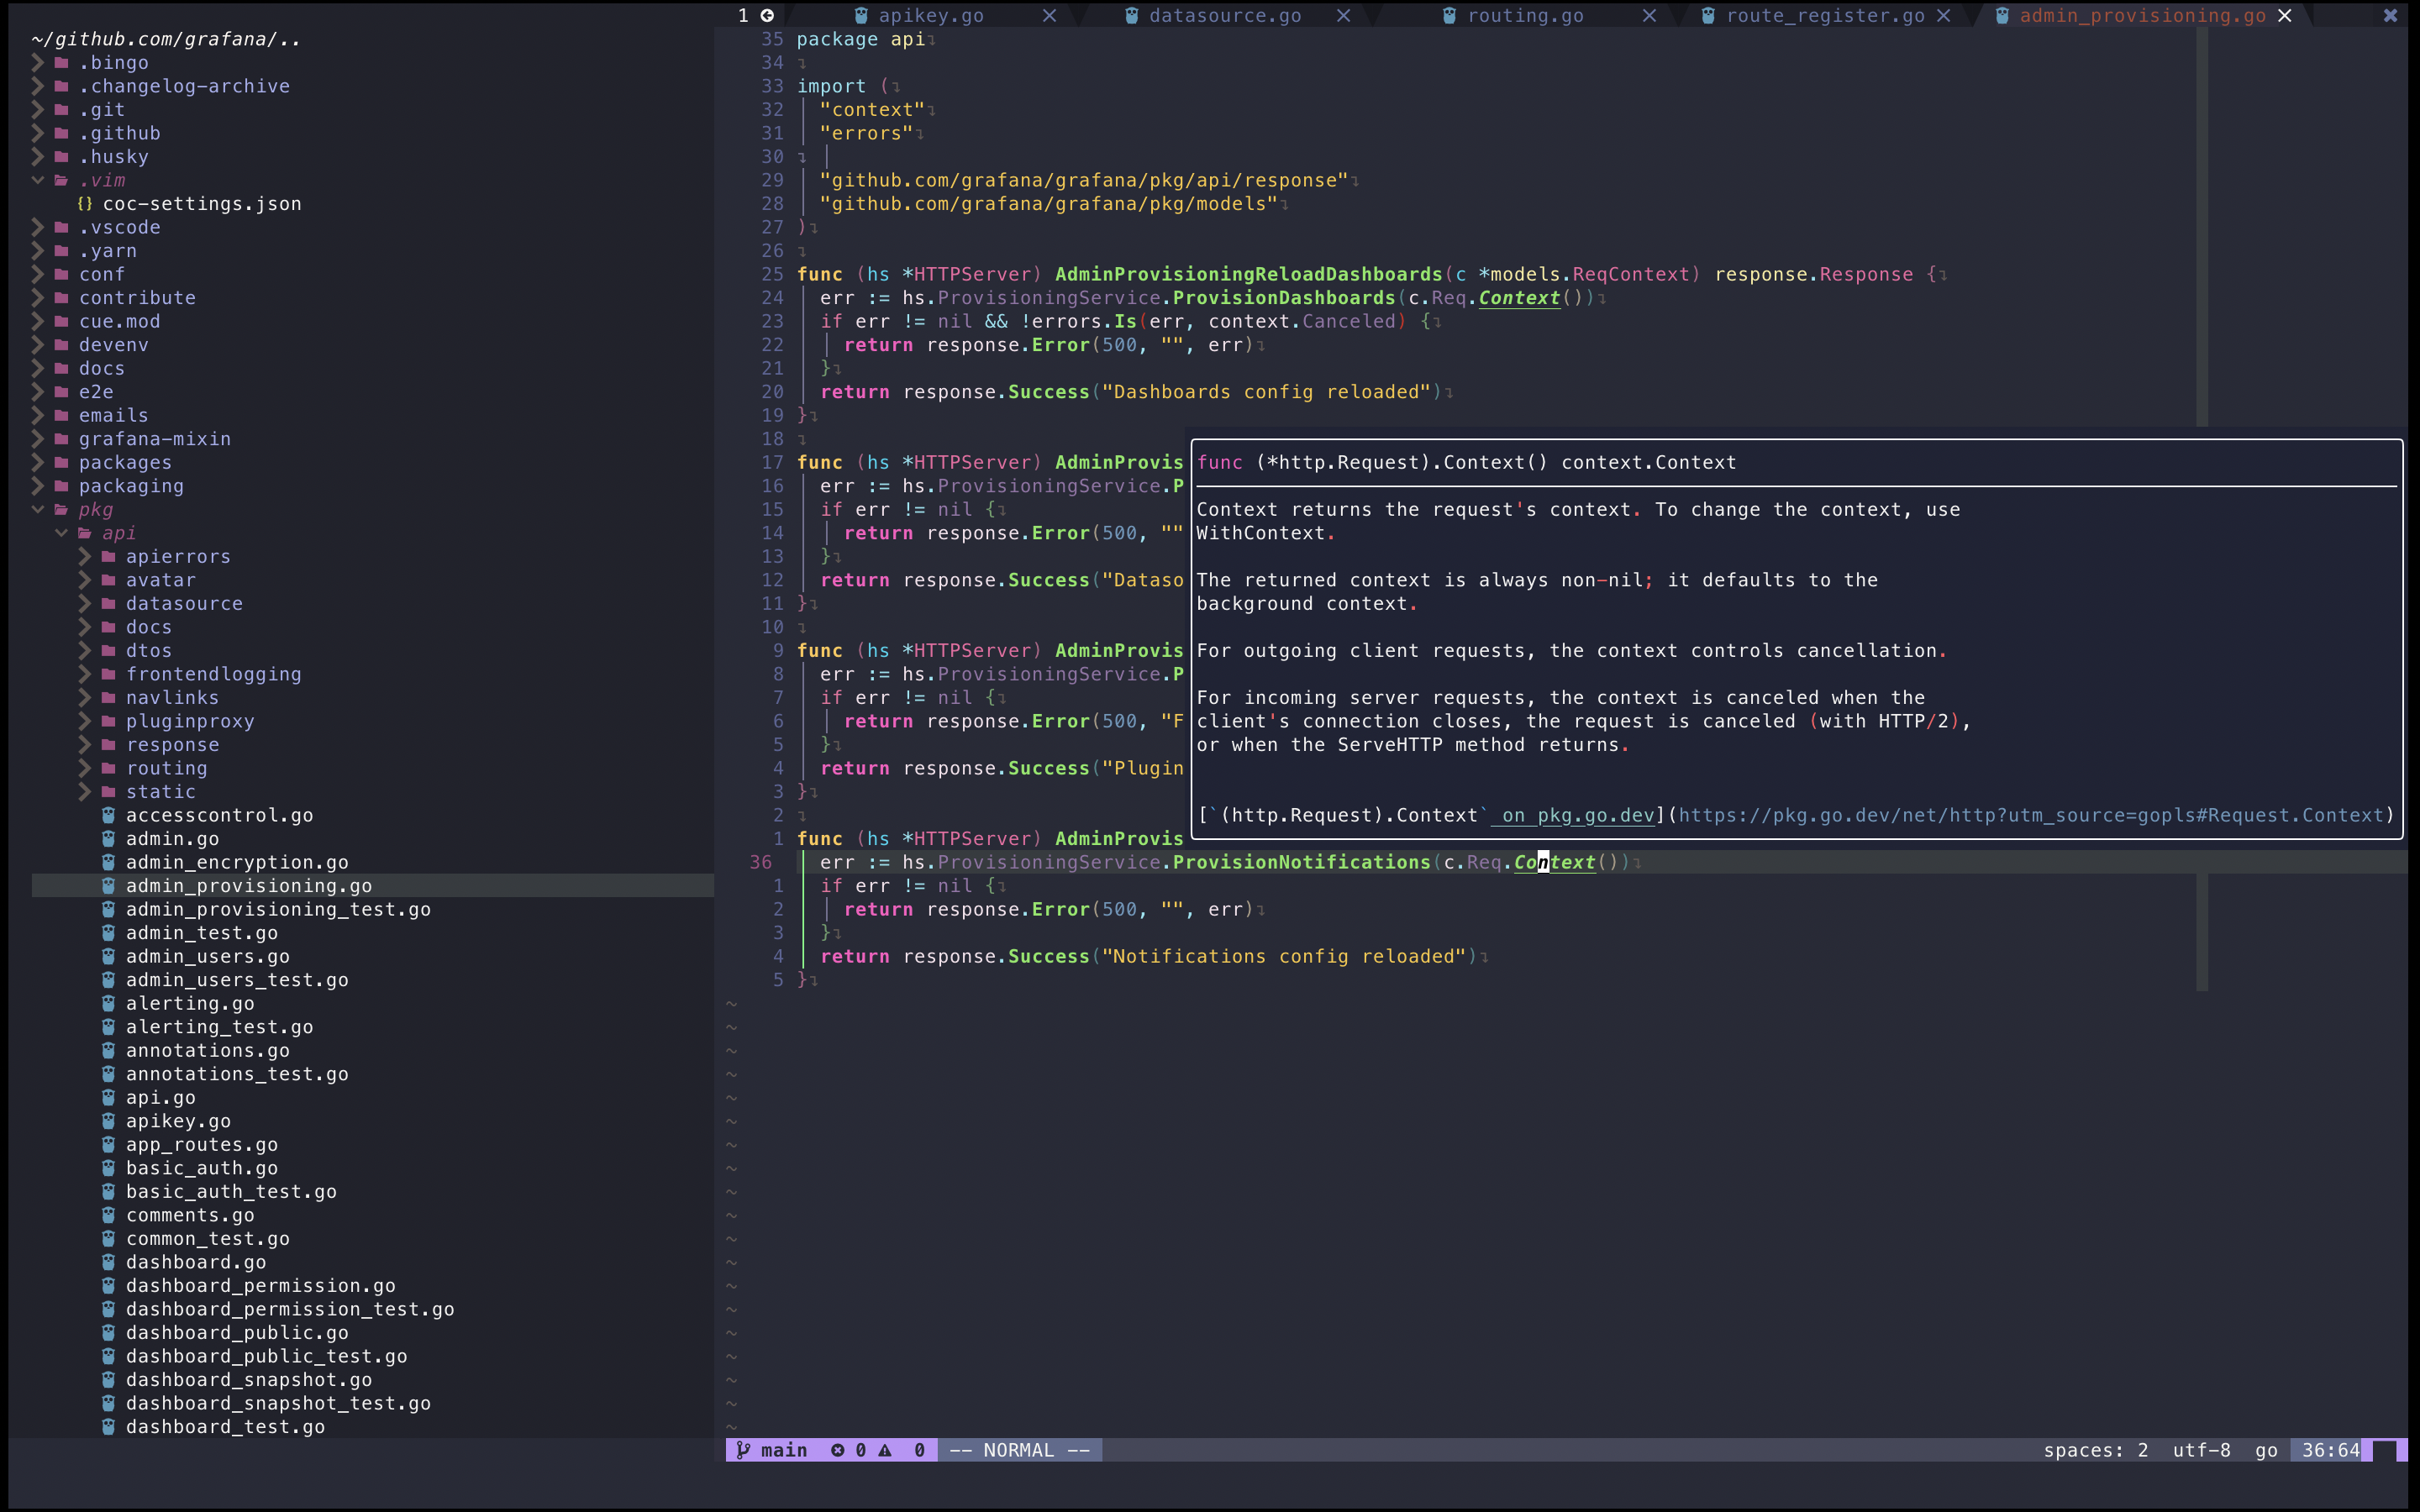 1 apikey.go datasource.go routing.go route_register.go admin_provisioning.go
~/github.com/grafana/..
.bingo
.changelog-archive
.git
.github
.husky
.vim
{} coc-settings.json
.vscode
.yarn
conf
contribute
cue.mod
devenv
docs
e2e
emails
grafana-mixin
packages
packaging
pkg
api
apierrors
avatar
datasource
docs
dtos
frontendlogging
navlinks
pluginproxy
response
routing
static
accesscontrol.go
admin.go
admin_encryption.go
admin_provisioning.go
admin_provisioning_test.go
admin_test.go
admin_users.go
admin_users_test.go
alerting.go
alerting_test.go
annotations.go
annotations_test.go
api.go
apikey.go
app_routes.go
basic_auth.go
basic_auth_test.go
comments.go
common_test.go
dashboard.go
dashboard_permission.go
dashboard_permission_test.go
dashboard_public.go
dashboard_public_test.go
dashboard_snapshot.go
dashboard_snapshot_test.go
dashboard_test.go
35 package api
34
33 import (
32 "context"
31 "errors"
30
29 "github.com/grafana/grafana/pkg/api/response"
28 "github.com/grafana/grafana/pkg/models"
27 )
26
25 func (hs *HTTPServer) AdminProvisioningReloadDashboards(c *models.ReqContext) response.Response {
24 err := hs.ProvisioningService.ProvisionDashboards(c.Req.Context())
23 if err != nil && !errors.Is(err, context.Canceled) {
22 return response.Error(500, "", err)
21 }
20 return response.Success("Dashboards config reloaded")
19 }
18
17 func (hs *HTTPServer) AdminProvis
16 err := hs.ProvisioningService.P
15 if err != nil {
14 return response.Error(500, ""
13 }
12 return response.Success("Dataso
11 }
10
9 func (hs *HTTPServer) AdminProvis
8 err := hs.ProvisioningService.P
7 if err != nil {
6 return response.Error(500, "F
5 }
4 return response.Success("Plugin
3 }
2
1 func (hs *HTTPServer) AdminProvis
36 err := hs.ProvisioningService.ProvisionNotifications(c.Req.Context())
1 if err != nil {
2 return response.Error(500, "", err)
3 }
4 return response.Success("Notifications config reloaded")
5 }
func (*http.Request).Context() context.Context
Context returns the request's context. To change the context, use
WithContext.
The returned context is always non-nil; it defaults to the
background context.
For outgoing client requests, the context controls cancellation.
For incoming server requests, the context is canceled when the
client's connection closes, the request is canceled (with HTTP/2),
or when the ServeHTTP method returns.
[`(http.Request).Context` on pkg.go.dev](https://pkg.go.dev/net/http?utm_source=gopls#Request.Context)
main 0 0 -- NORMAL -- spaces: 2 utf-8 go 36:64